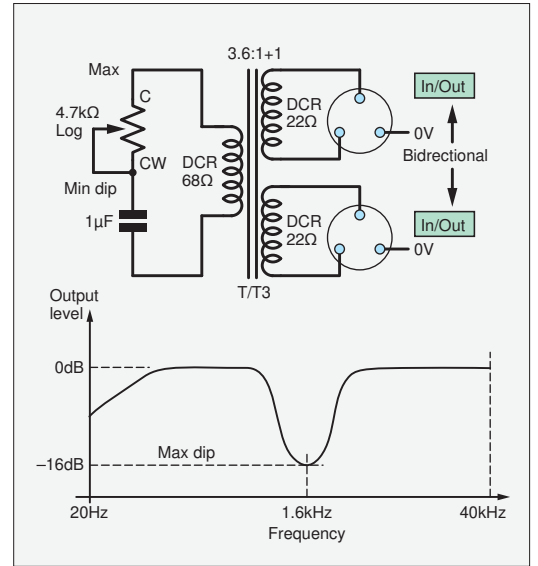 3.6:1+1
Max
C
4.7kΩ
Log
CW
Min dip
1µF
DCR
68Ω
DCR
22Ω
0V
In/Out
Bidrectional
In/Out
DCR
22Ω
0V
T/T3
Output
level
0dB
Max dip
–16dB
20Hz
1.6kHz
40kHz
Frequency